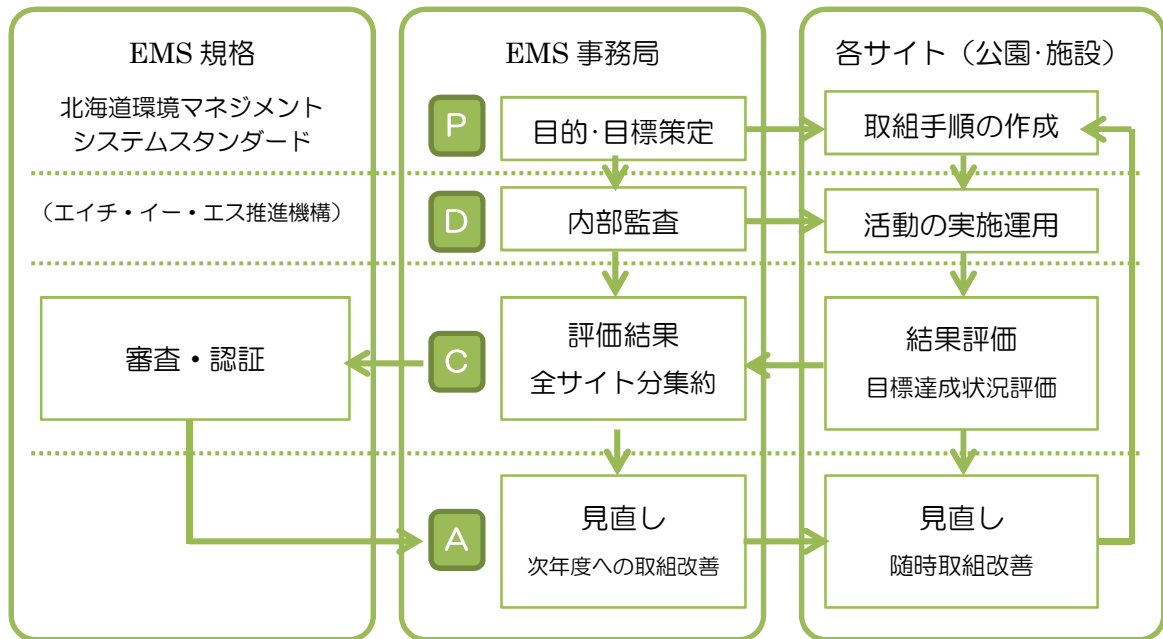 EMS 規格
北海道環境マネジメント
システムスタンダード
（エイチ・イー・エス推進機構）
審査・認証
EMS 事務局
P
目的･目標策定
D
内部監査
C
評価結果
全サイト分集約
A
見直し
次年度への取組改善
各サイト（公園･施設）
取組手順の作成
活動の実施運用
結果評価
目標達成状況評価
見直し
随時取組改善